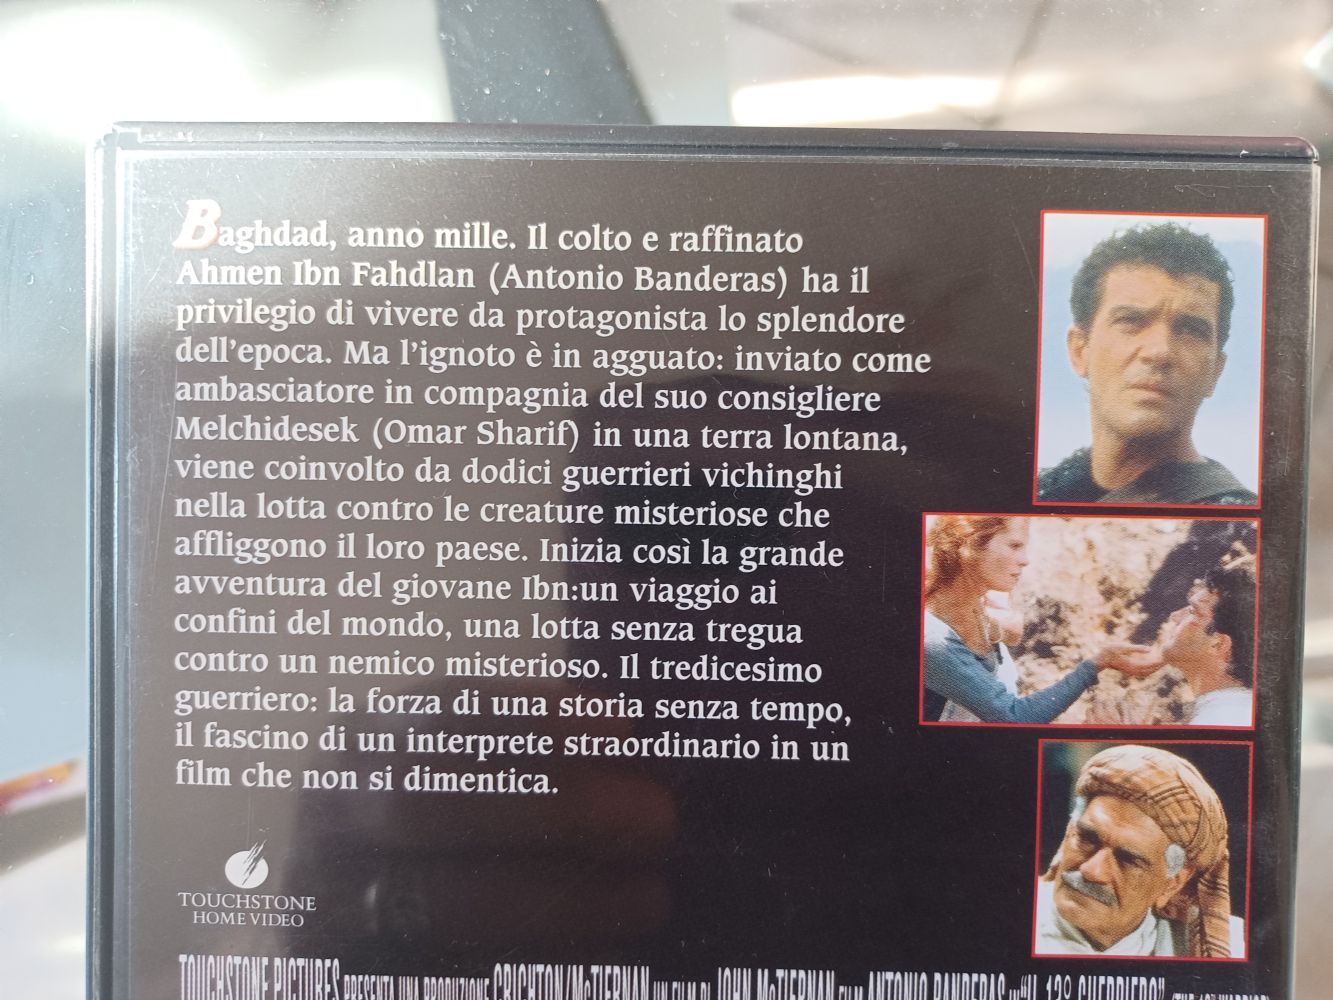 Baghdad, anno mille. Il colto e raffinato
Ahmen Ibn Fahdlan (Antonio Banderas) ha il
privilegio di vivere da protagonista lo splendore
dell'epoca. Ma l'ignoto è in agguato: inviato come
ambasciatore in compagnia del suo consigliere
Melchidesek (Omar Sharif) in una terra lontana,
viene coinvolto da dodici guerrieri vichinghi
nella lotta contro le creature misteriose che
affliggono il loro paese. Inizia così la grande
avventura del giovane Ibn:un viaggio ai
confini del mondo, una lotta senza tregua
contro un nemico misterioso. Il tredicesimo
guerriero: la forza di una storia senza tempo,
il fascino di un interprete straordinario in un
film che non si dimentica.
TOUCHSTONE
HOME VIDEO
TOUCHSTONE PICTURES PRESENTA UNA PRODUZIONE CRICHTON/McTIERNAN UN FILM DI JOHN McTIERNAN FILM ANTONIO BANDERAS IN "IL 13º GUERRIERO"